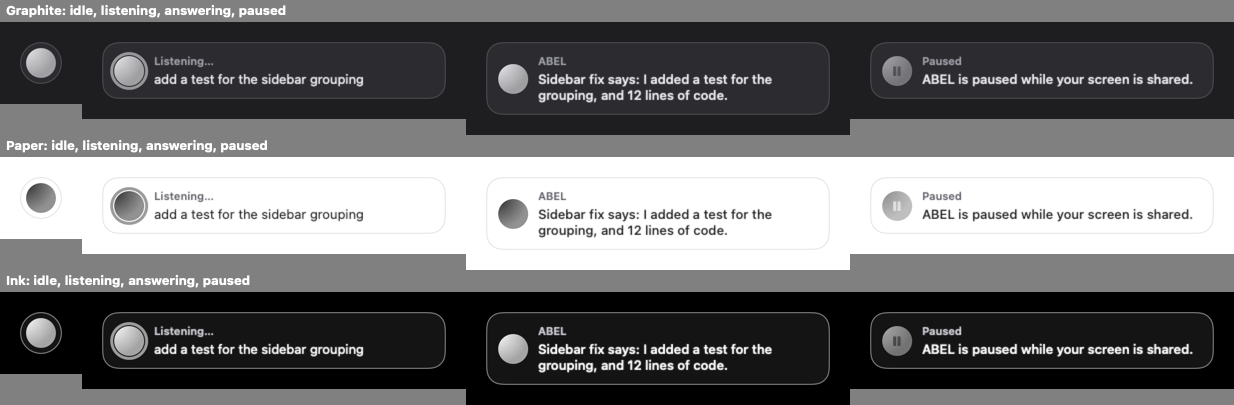 Graphite: idle, listening, answering, paused
Listening...
add a test for the sidebar grouping
ABEL
Sidebar fix says: I added a test for the
grouping, and 12 lines of code.
Paused
ABEL is paused while your screen is shared.
Paper: idle, listening, answering, paused
Listening...
add a test for the sidebar grouping
ABEL
Sidebar fix says: I added a test for the
grouping, and 12 lines of code.
Paused
ABEL is paused while your screen is shared.
Ink: idle, listening, answering, paused
Listening...
add a test for the sidebar grouping
ABEL
Sidebar fix says: I added a test for the
grouping, and 12 lines of code.
Paused
ABEL is paused while your screen is shared.